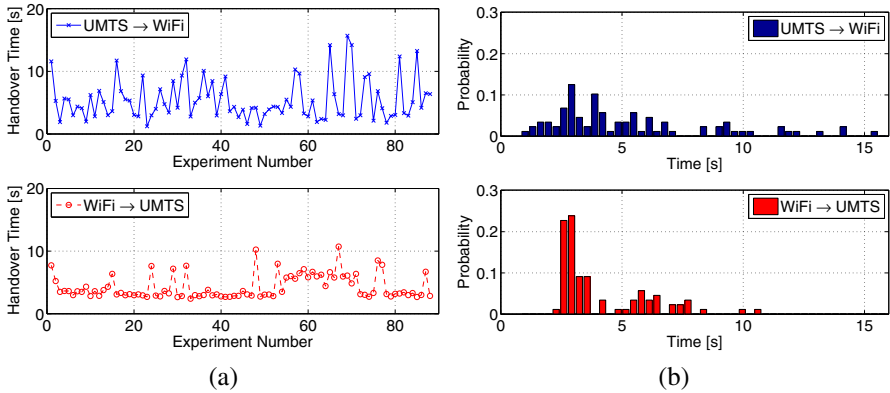 20
10
0
Handover Time [s]
UMTS → WiFi
0 20 40 60 80
Experiment Number
20
10
0
Handover Time [s]
WiFi → UMTS
0 20 40 60 80
Experiment Number
(a)
0.3
0.2
0.1
0
Probability
UMTS → WiFi
0 5 10 15
Time [s]
0.3
0.2
0.1
0
Probability
WiFi → UMTS
0 5 10 15
Time [s]
(b)